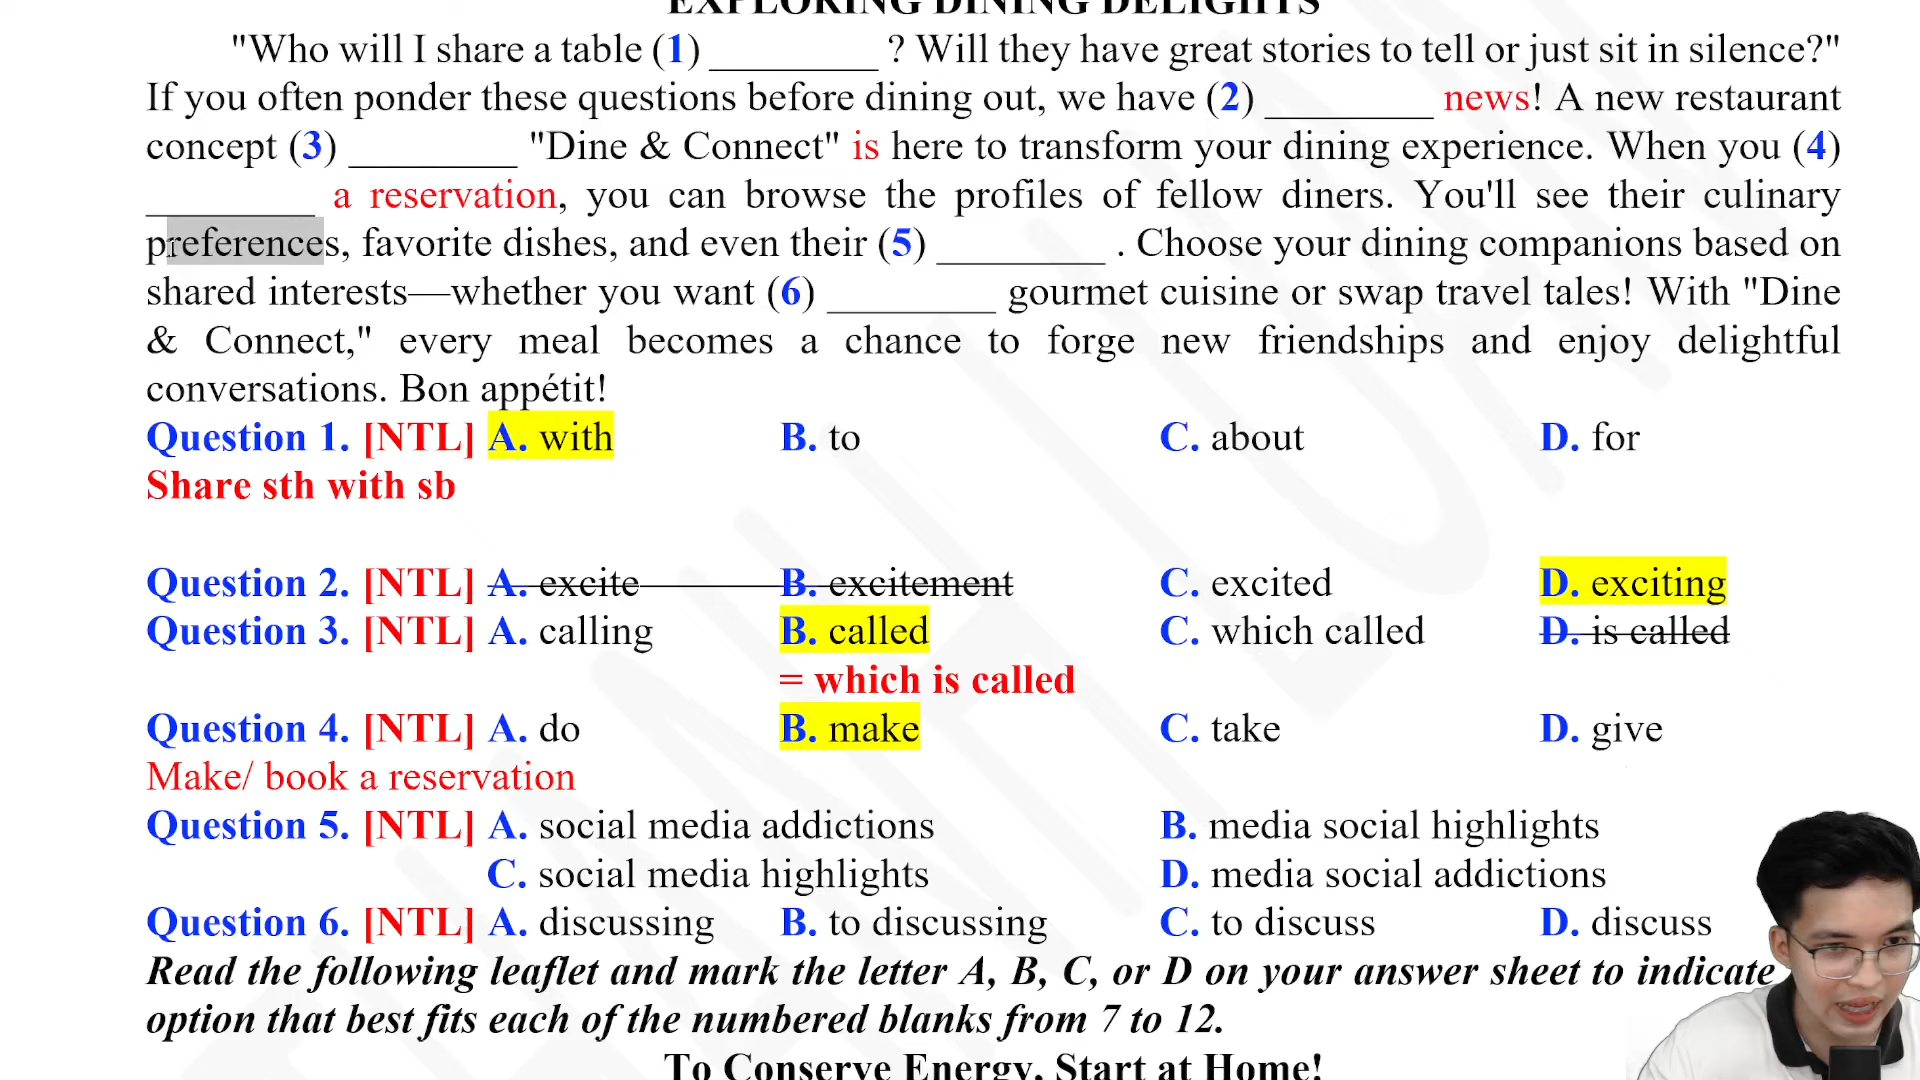 EXPLORING DINING DELIGHTS
"Who will I share a table (1) ________ ? Will they have great stories to tell or just sit in silence?"
If you often ponder these questions before dining out, we have (2) ________ news! A new restaurant
concept (3) ________ "Dine & Connect" is here to transform your dining experience. When you (4)
________ a reservation, you can browse the profiles of fellow diners. You'll see their culinary
preferences, favorite dishes, and even their (5) ________ . Choose your dining companions based on
shared interests—whether you want (6) ________ gourmet cuisine or swap travel tales! With "Dine
& Connect," every meal becomes a chance to forge new friendships and enjoy delightful
conversations. Bon appétit!
Question 1. [NTL] A. with B. to C. about D. for
Share sth with sb
Question 2. [NTL] A. excite B. excitement C. excited D. exciting
Question 3. [NTL] A. calling B. called C. which called D. is called
= which is called
Question 4. [NTL] A. do B. make C. take D. give
Make/ book a reservation
Question 5. [NTL] A. social media addictions B. media social highlights
C. social media highlights D. media social addictions
Question 6. [NTL] A. discussing B. to discussing C. to discuss D. discuss
Read the following leaflet and mark the letter A, B, C, or D on your answer sheet to indicate
option that best fits each of the numbered blanks from 7 to 12.
To Conserve Energy, Start at Home!